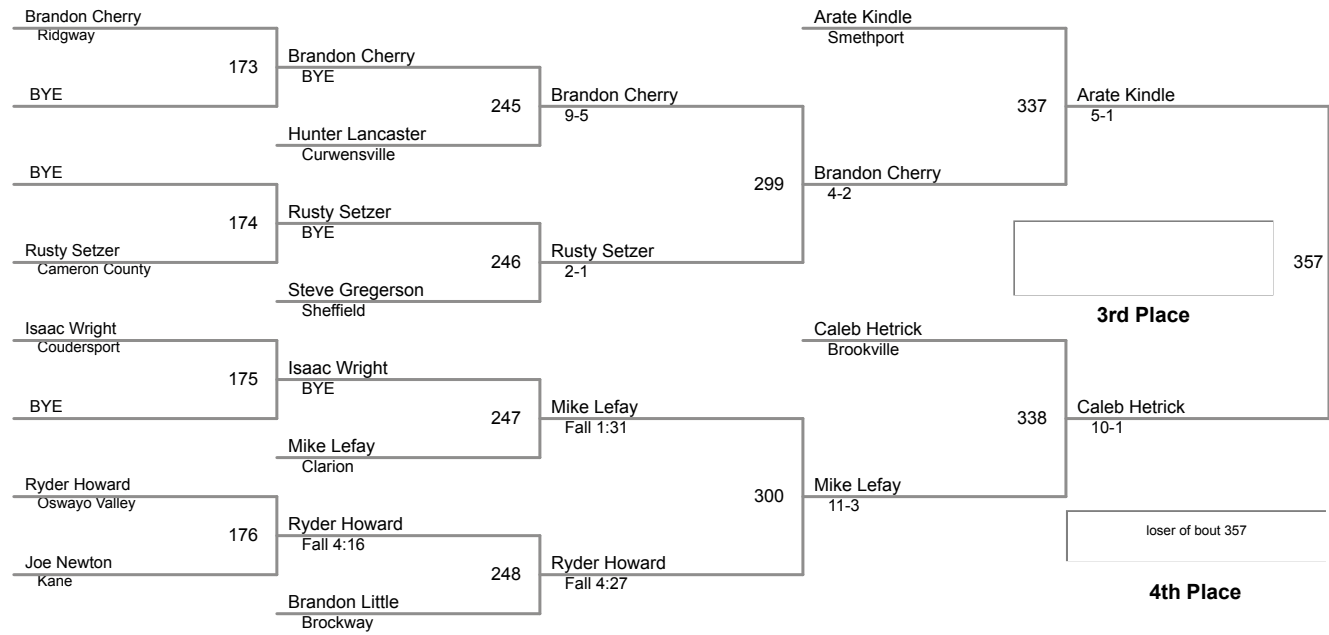 Brandon Cherry
Ridgway
173
BYE
BYE
174
Rusty Setzer
Cameron County
Isaac Wright
Coudersport
175
BYE
Ryder Howard
Oswayo Valley
176
Joe Newton
Kane
Brandon Cherry
BYE
245
Hunter Lancaster
Curwensville
Rusty Setzer
BYE
246
Steve Gregerson
Sheffield
Isaac Wright
BYE
247
Mike Lefay
Clarion
Ryder Howard
Fall 4:16
248
Brandon Little
Brockway
Brandon Cherry
9-5
299
Rusty Setzer
2-1
Mike Lefay
Fall 1:31
300
Ryder Howard
Fall 4:27
Arate Kindle
Smethport
337
Brandon Cherry
4-2
Caleb Hetrick
Brookville
338
Mike Lefay
11-3
Arate Kindle
5-1
357
Caleb Hetrick
10-1
3rd Place
loser of bout 357
4th Place